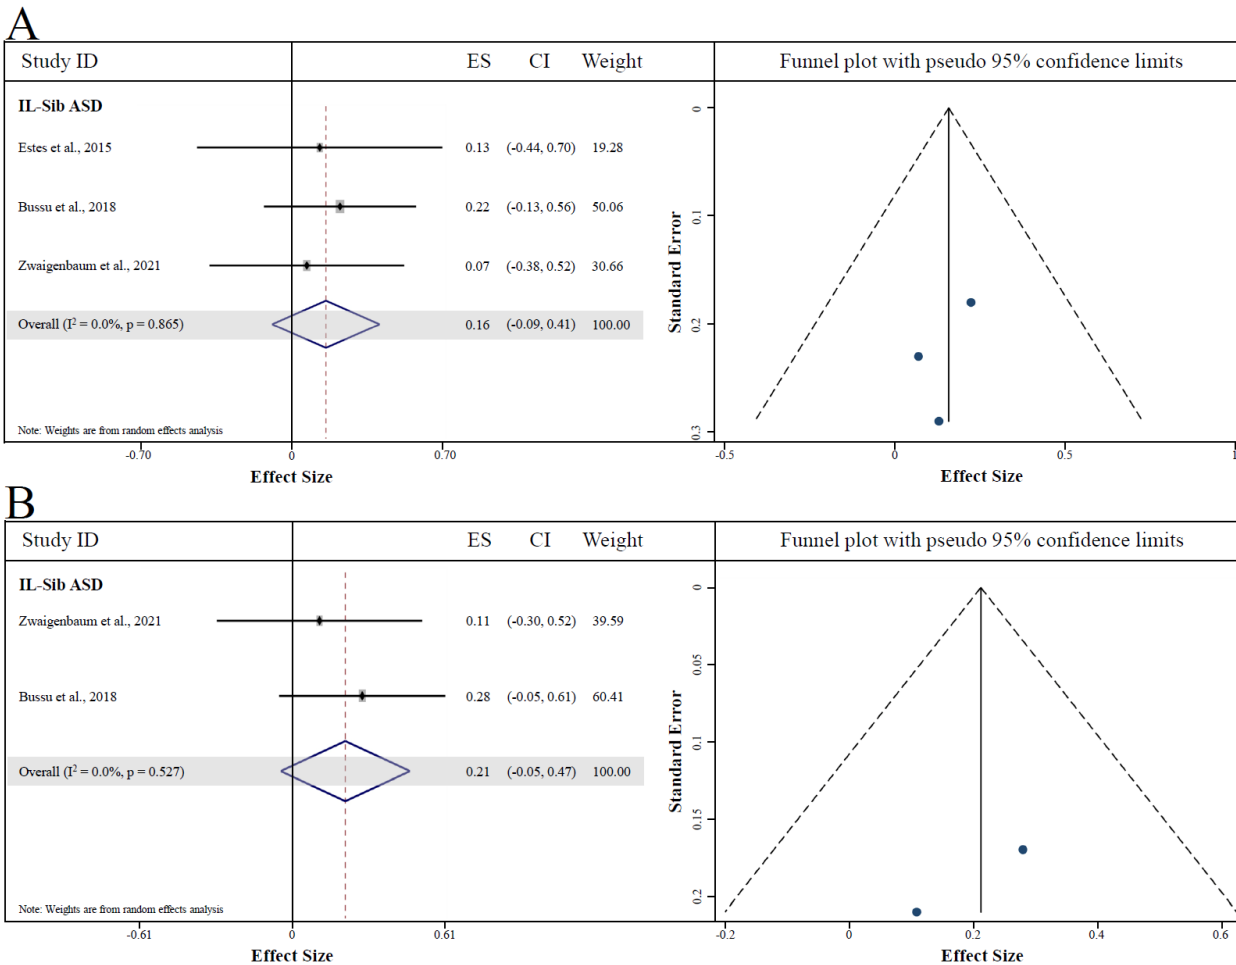 A
Study ID ES CI Weight
IL-Sib ASD
Estes et al., 2015 0.13 (-0.44, 0.70) 19.28
Bussu et al., 2018 0.22 (-0.13, 0.56) 50.06
Zwaigenbaum et al., 2021 0.07 (-0.38, 0.52) 30.66
Overall (I² = 0.0%, p = 0.865) 0.16 (-0.09, 0.41) 100.00
Note: Weights are from random effects analysis
-0.70 0 0.70
Effect Size
Funnel plot with pseudo 95% confidence limits
Standard Error
0
0.1
0.2
0.3
-0.5 0 0.5 1
Effect Size
B
Study ID ES CI Weight
IL-Sib ASD
Zwaigenbaum et al., 2021 0.11 (-0.30, 0.52) 39.59
Bussu et al., 2018 0.28 (-0.05, 0.61) 60.41
Overall (I² = 0.0%, p = 0.527) 0.21 (-0.05, 0.47) 100.00
Note: Weights are from random effects analysis
-0.61 0 0.61
Effect Size
Funnel plot with pseudo 95% confidence limits
Standard Error
0
0.05
0.1
0.15
0.2
-0.2 0 0.2 0.4 0.6
Effect Size